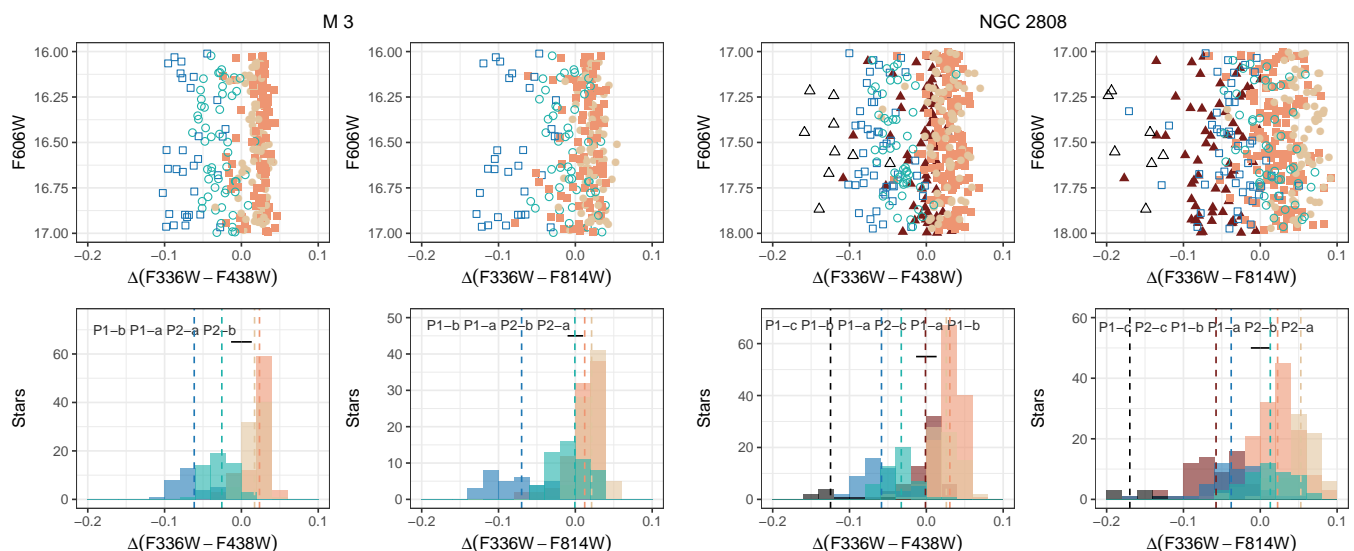 M 3
NGC 2808
16.00
16.25
16.50
16.75
17.00
F606W
−0.2 −0.1 0.0 0.1
Δ(F336W−F438W)
16.00
16.25
16.50
16.75
17.00
F606W
−0.2 −0.1 0.0 0.1
Δ(F336W−F814W)
17.00
17.25
17.50
17.75
18.00
F606W
−0.2 −0.1 0.0 0.1
Δ(F336W−F438W)
17.00
17.25
17.50
17.75
18.00
F606W
−0.2 −0.1 0.0 0.1
Δ(F336W−F814W)
P1−b P1−a P2−a P2−b
60
40
20
0
Stars
−0.2 −0.1 0.0 0.1
Δ(F336W−F438W)
P1−b P1−a P2−b P2−a
50
40
30
20
10
0
Stars
−0.2 −0.1 0.0 0.1
Δ(F336W−F814W)
P1−c P1−b P1−a P2−c P1−a P1−b
60
40
20
0
Stars
−0.2 −0.1 0.0 0.1
Δ(F336W−F438W)
P1−c P2−c P1−b P1−a P2−b P2−a
60
40
20
0
Stars
−0.2 −0.1 0.0 0.1
Δ(F336W−F814W)